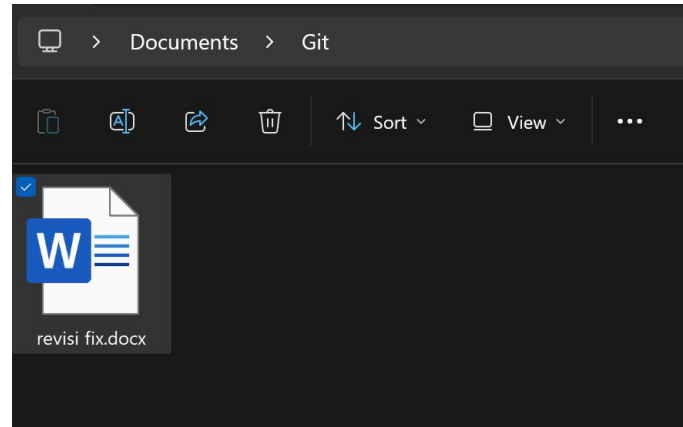 > Documents > Git
Sort View •••
W
revisi fix.docx